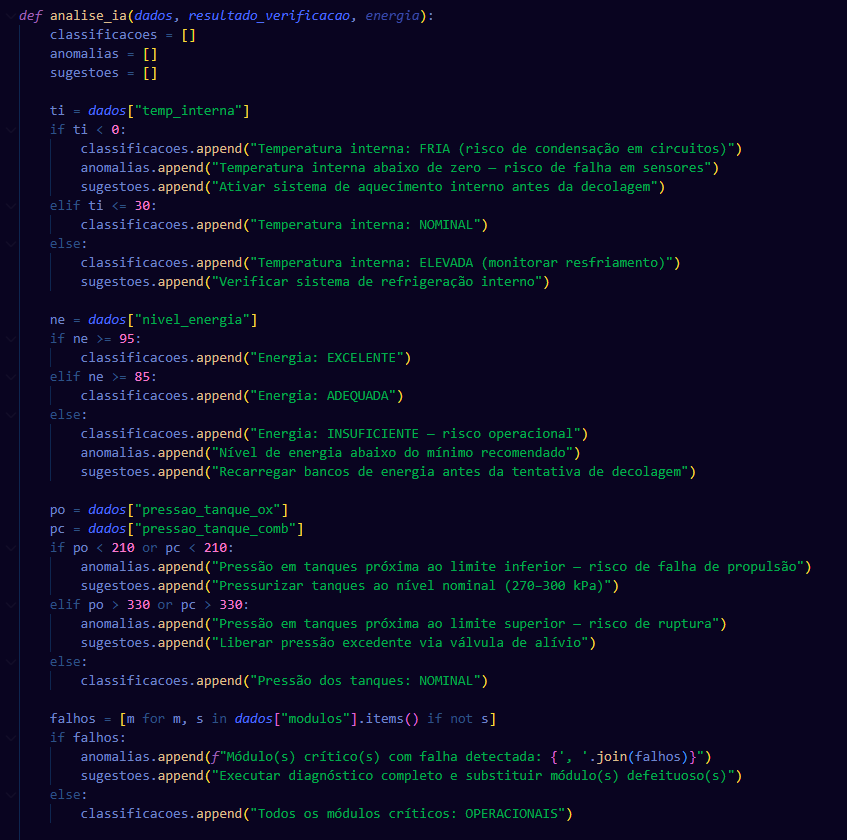 def analise_ia(dados, resultado_verificacao, energia):
    classificacoes = []
    anomalias = []
    sugestoes = []

    ti = dados["temp_interna"]
    if ti < 0:
        classificacoes.append("Temperatura interna: FRIA (risco de condensação em circuitos)")
        anomalias.append("Temperatura interna abaixo de zero — risco de falha em sensores")
        sugestoes.append("Ativar sistema de aquecimento interno antes da decolagem")
    elif ti <= 30:
        classificacoes.append("Temperatura interna: NOMINAL")
    else:
        classificacoes.append("Temperatura interna: ELEVADA (monitorar resfriamento)")
        sugestoes.append("Verificar sistema de refrigeração interno")

    ne = dados["nivel_energia"]
    if ne >= 95:
        classificacoes.append("Energia: EXCELENTE")
    elif ne >= 85:
        classificacoes.append("Energia: ADEQUADA")
    else:
        classificacoes.append("Energia: INSUFICIENTE — risco operacional")
        anomalias.append("Nível de energia abaixo do mínimo recomendado")
        sugestoes.append("Recarregar bancos de energia antes da tentativa de decolagem")

    po = dados["pressao_tanque_ox"]
    pc = dados["pressao_tanque_comb"]
    if po < 210 or pc < 210:
        anomalias.append("Pressão em tanques próxima ao limite inferior — risco de falha de propulsão")
        sugestoes.append("Pressurizar tanques ao nível nominal (270–300 kPa)")
    elif po > 330 or pc > 330:
        anomalias.append("Pressão em tanques próxima ao limite superior — risco de ruptura")
        sugestoes.append("Liberar pressão excedente via válvula de alívio")
    else:
        classificacoes.append("Pressão dos tanques: NOMINAL")

    falhos = [m for m, s in dados["modulos"].items() if not s]
    if falhos:
        anomalias.append(f"Módulo(s) crítico(s) com falha detectada: {', '.join(falhos)}")
        sugestoes.append("Executar diagnóstico completo e substituir módulo(s) defeituoso(s)")
    else:
        classificacoes.append("Todos os módulos críticos: OPERACIONAIS")